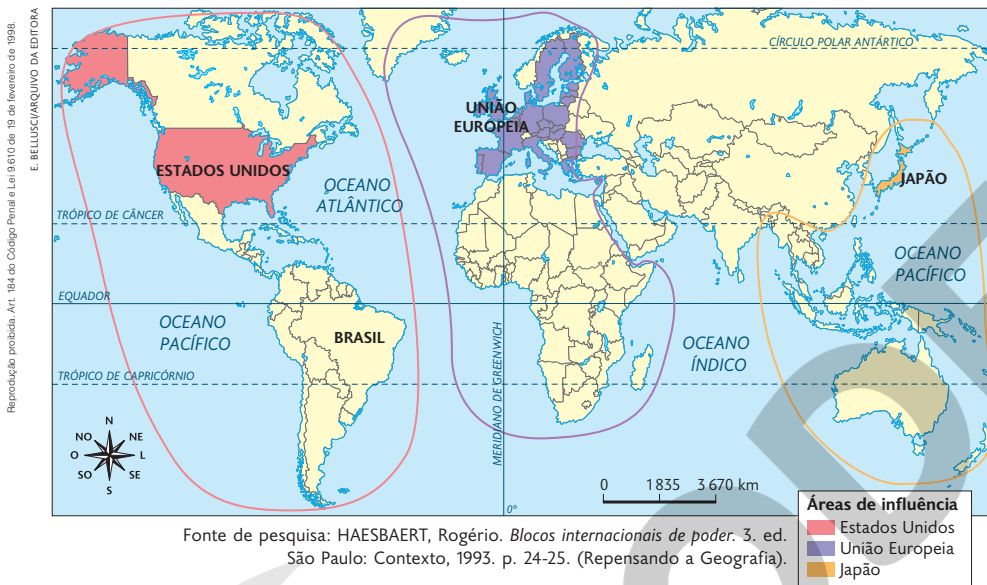 Reprodução proibida. Art. 184 do Código Penal e Lei 9.610 de 19 de fevereiro de 1998.
E. BELLUSCI/ARQUIVO DA EDITORA
CÍRCULO POLAR ANTÁRTICO
UNIÃO
EUROPEIA
ESTADOS UNIDOS
JAPÃO
OCEANO
ATLÂNTICO
TRÓPICO DE CÂNCER
OCEANO
PACÍFICO
EQUADOR
OCEANO
PACÍFICO
BRASIL
OCEANO
ÍNDICO
TRÓPICO DE CAPRICÓRNIO
MERIDIANO DE GREENWICH
N
NO NE
O L
SO SE
S
0 1835 3670 km
0°
Áreas de influência
Estados Unidos
União Europeia
Japão
Fonte de pesquisa: HAESBAERT, Rogério. Blocos internacionais de poder. 3. ed.
São Paulo: Contexto, 1993. p. 24-25. (Repensando a Geografia).